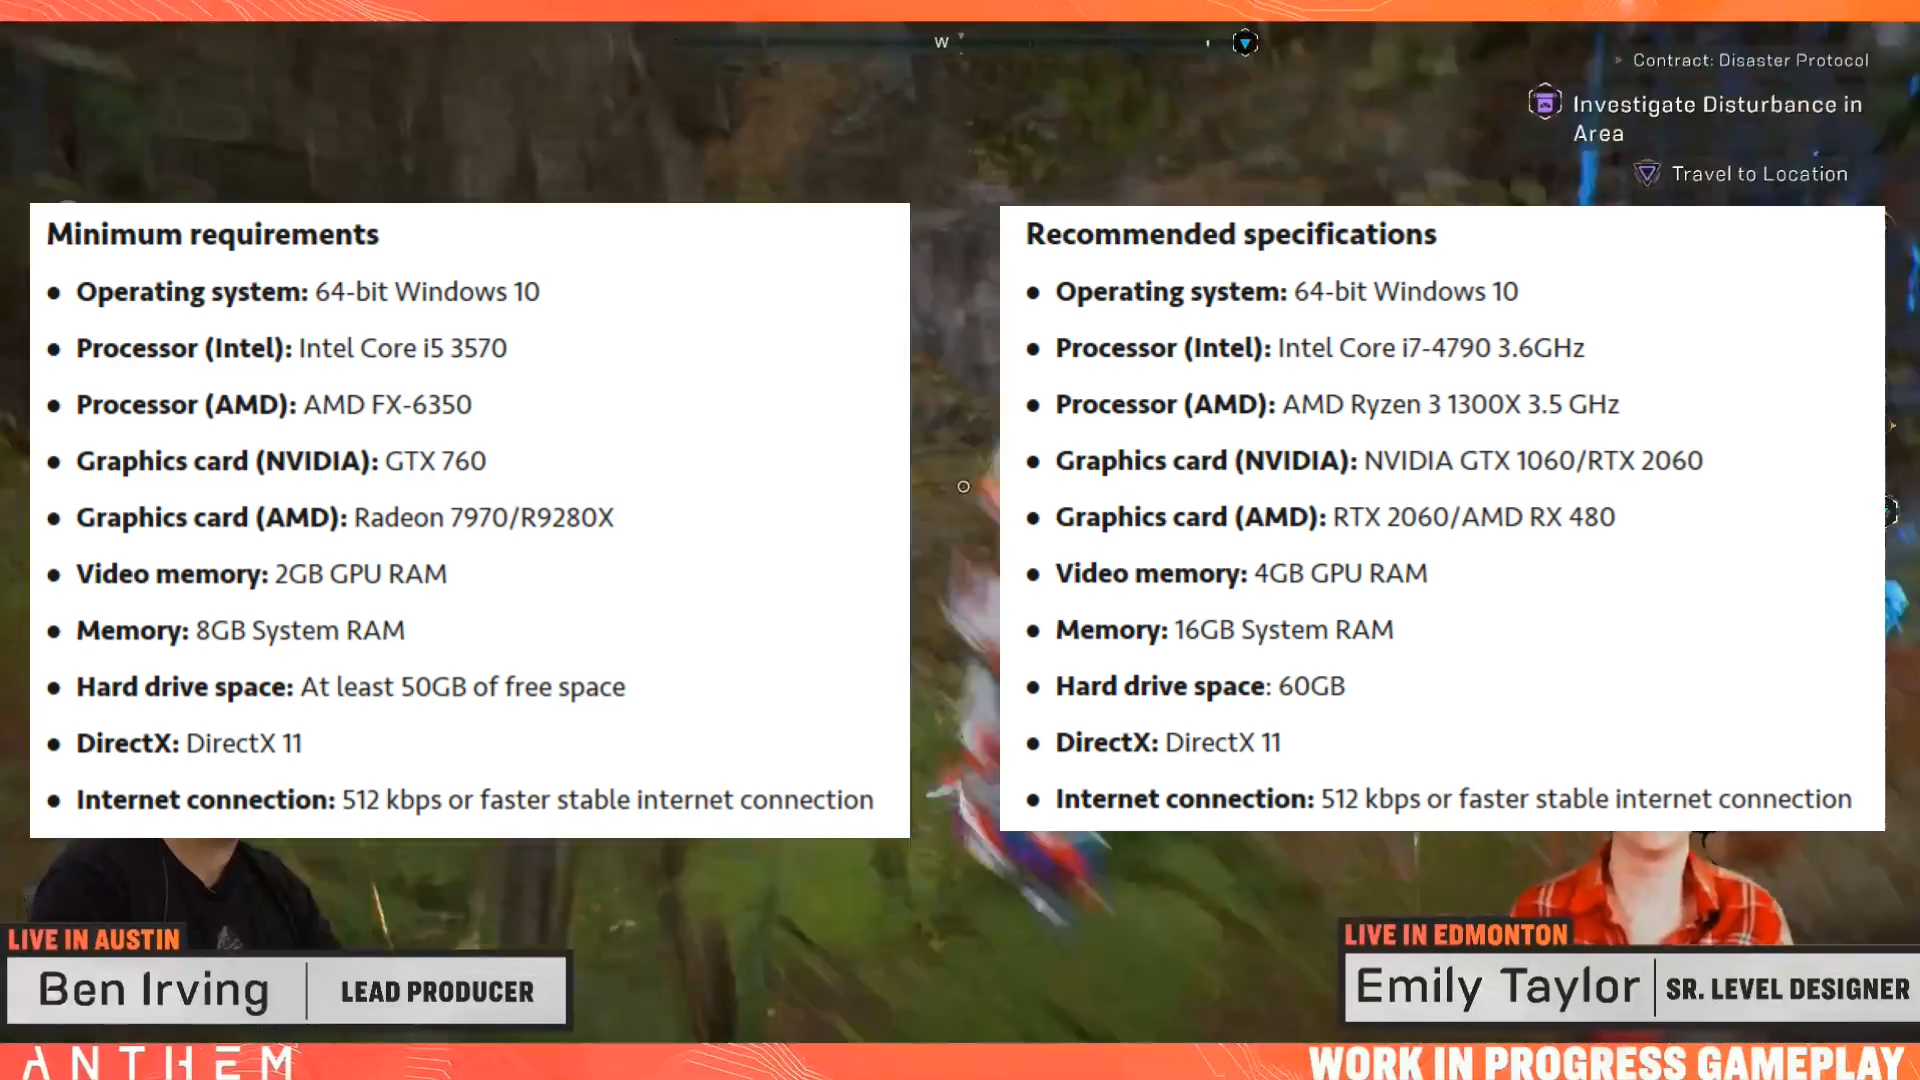 W
Contract: Disaster Protocol
Investigate Disturbance in
Area
Travel to Location
Minimum requirements
● Operating system: 64-bit Windows 10
● Processor (Intel): Intel Core i5 3570
● Processor (AMD): AMD FX-6350
● Graphics card (NVIDIA): GTX 760
● Graphics card (AMD): Radeon 7970/R9280X
● Video memory: 2GB GPU RAM
● Memory: 8GB System RAM
● Hard drive space: At least 50GB of free space
● DirectX: DirectX 11
● Internet connection: 512 kbps or faster stable internet connection
Recommended specifications
● Operating system: 64-bit Windows 10
● Processor (Intel): Intel Core i7-4790 3.6GHz
● Processor (AMD): AMD Ryzen 3 1300X 3.5 GHz
● Graphics card (NVIDIA): NVIDIA GTX 1060/RTX 2060
● Graphics card (AMD): RTX 2060/AMD RX 480
● Video memory: 4GB GPU RAM
● Memory: 16GB System RAM
● Hard drive space: 60GB
● DirectX: DirectX 11
● Internet connection: 512 kbps or faster stable internet connection
LIVE IN AUSTIN
Ben Irving LEAD PRODUCER
LIVE IN EDMONTON
Emily Taylor SR. LEVEL DESIGNER
ANTHEM
WORK IN PROGRESS GAMEPLAY